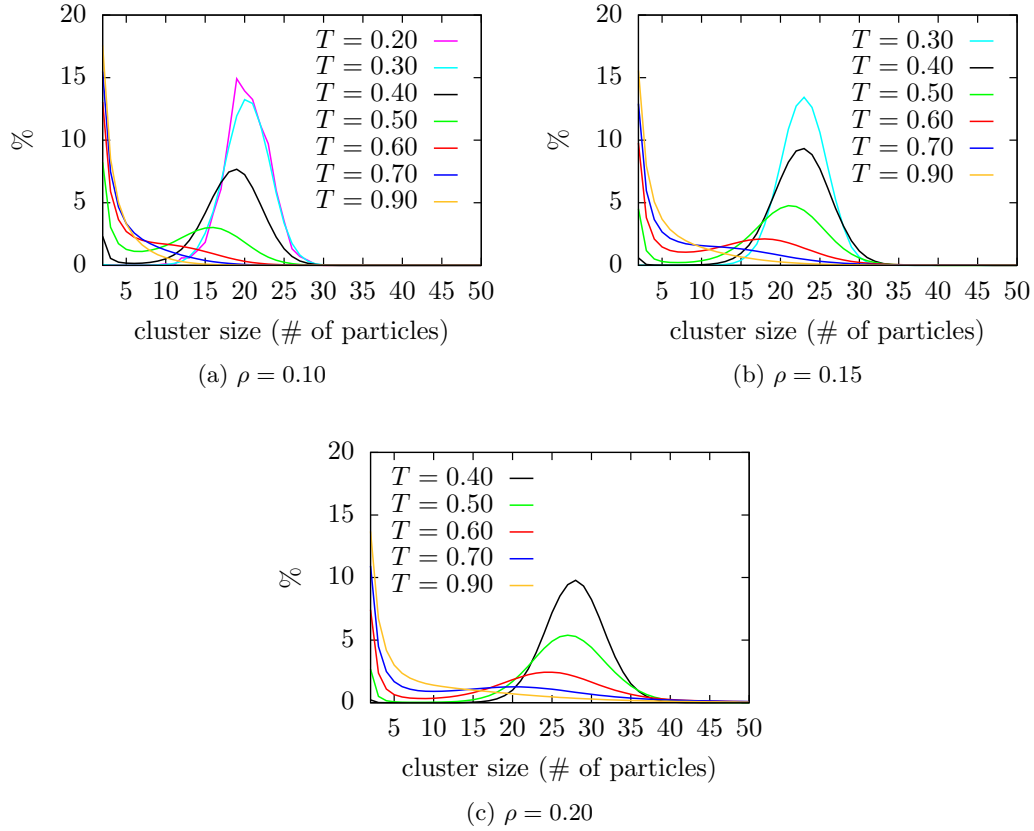 20
15
10
5
0
%
T = 0.20
T = 0.30
T = 0.40
T = 0.50
T = 0.60
T = 0.70
T = 0.90
5 10 15 20 25 30 35 40 45 50
cluster size (# of particles)
(a) ρ = 0.10
20
15
10
5
0
%
T = 0.30
T = 0.40
T = 0.50
T = 0.60
T = 0.70
T = 0.90
5 10 15 20 25 30 35 40 45 50
cluster size (# of particles)
(b) ρ = 0.15
20
15
10
5
0
%
T = 0.40
T = 0.50
T = 0.60
T = 0.70
T = 0.90
5 10 15 20 25 30 35 40 45 50
cluster size (# of particles)
(c) ρ = 0.20